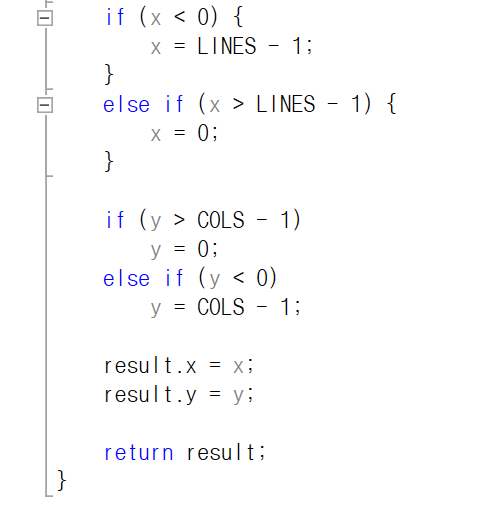 if (x < 0) {
x = LINES - 1;
}
else if (x > LINES - 1) {
x = 0;
}
if (y > COLS - 1)
y = 0;
else if (y < 0)
y = COLS - 1;
result.x = x;
result.y = y;
return result;
}